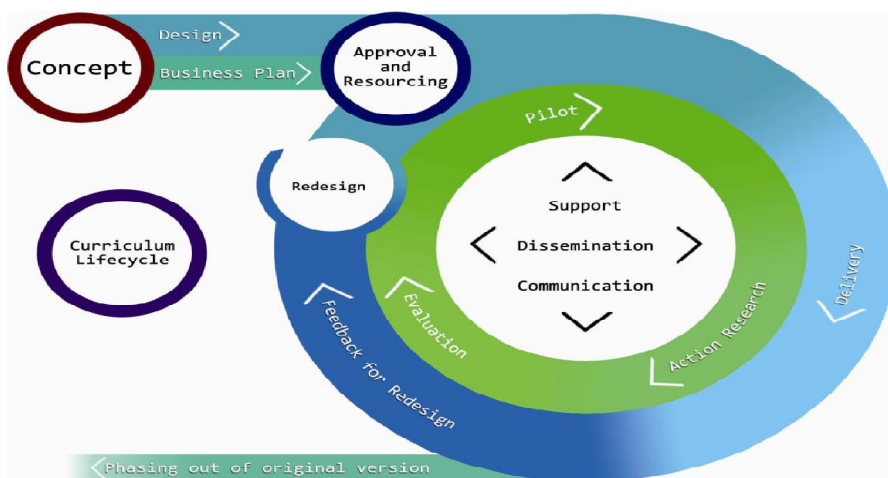 Concept
Design
Business Plan
Approval
and
Resourcing
Redesign
Curriculum
Lifecycle
Pilot
Support
Dissemination
Communication
Delivery
Action Research
Evaluation
Feedback for Redesign
Phasing out of original version